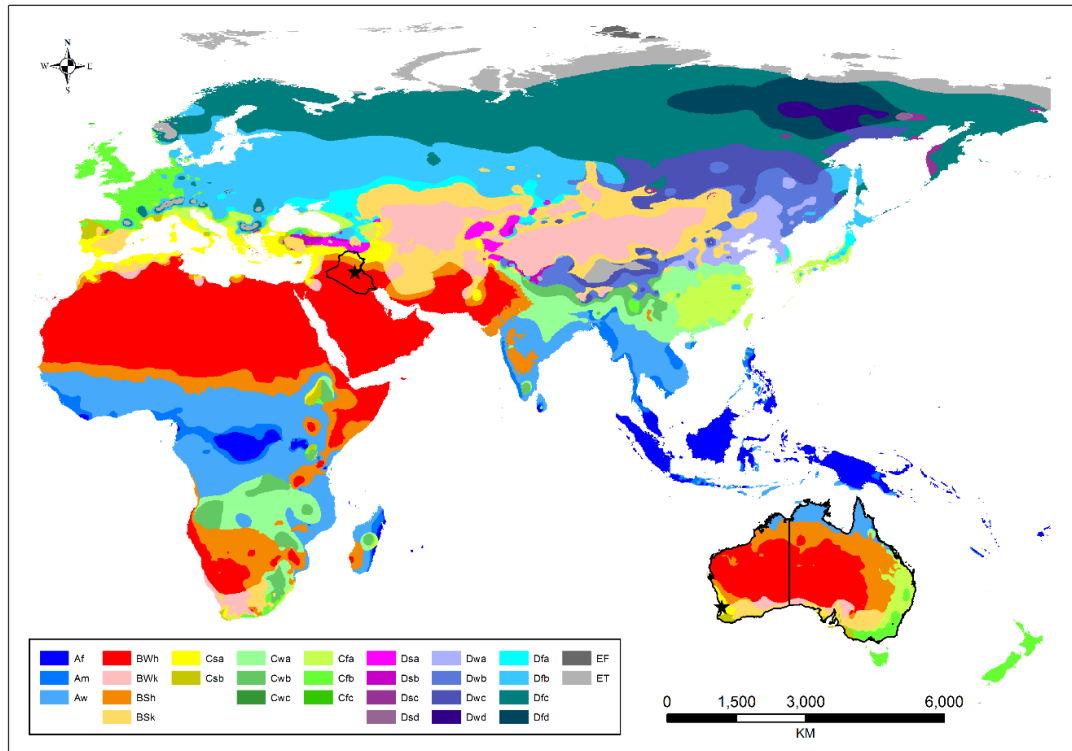 N
W E
S
Af BWh Csa Cwa Cfa Dsa Dwa Dfa EF
Am BWk Csb Cwb Cfb Dsb Dwb Dfb ET
Aw BSh Cwc Cfc Dsc Dwc Dfc
BSk Dsd Dwd Dfd
0 1,500 3,000 6,000
KM